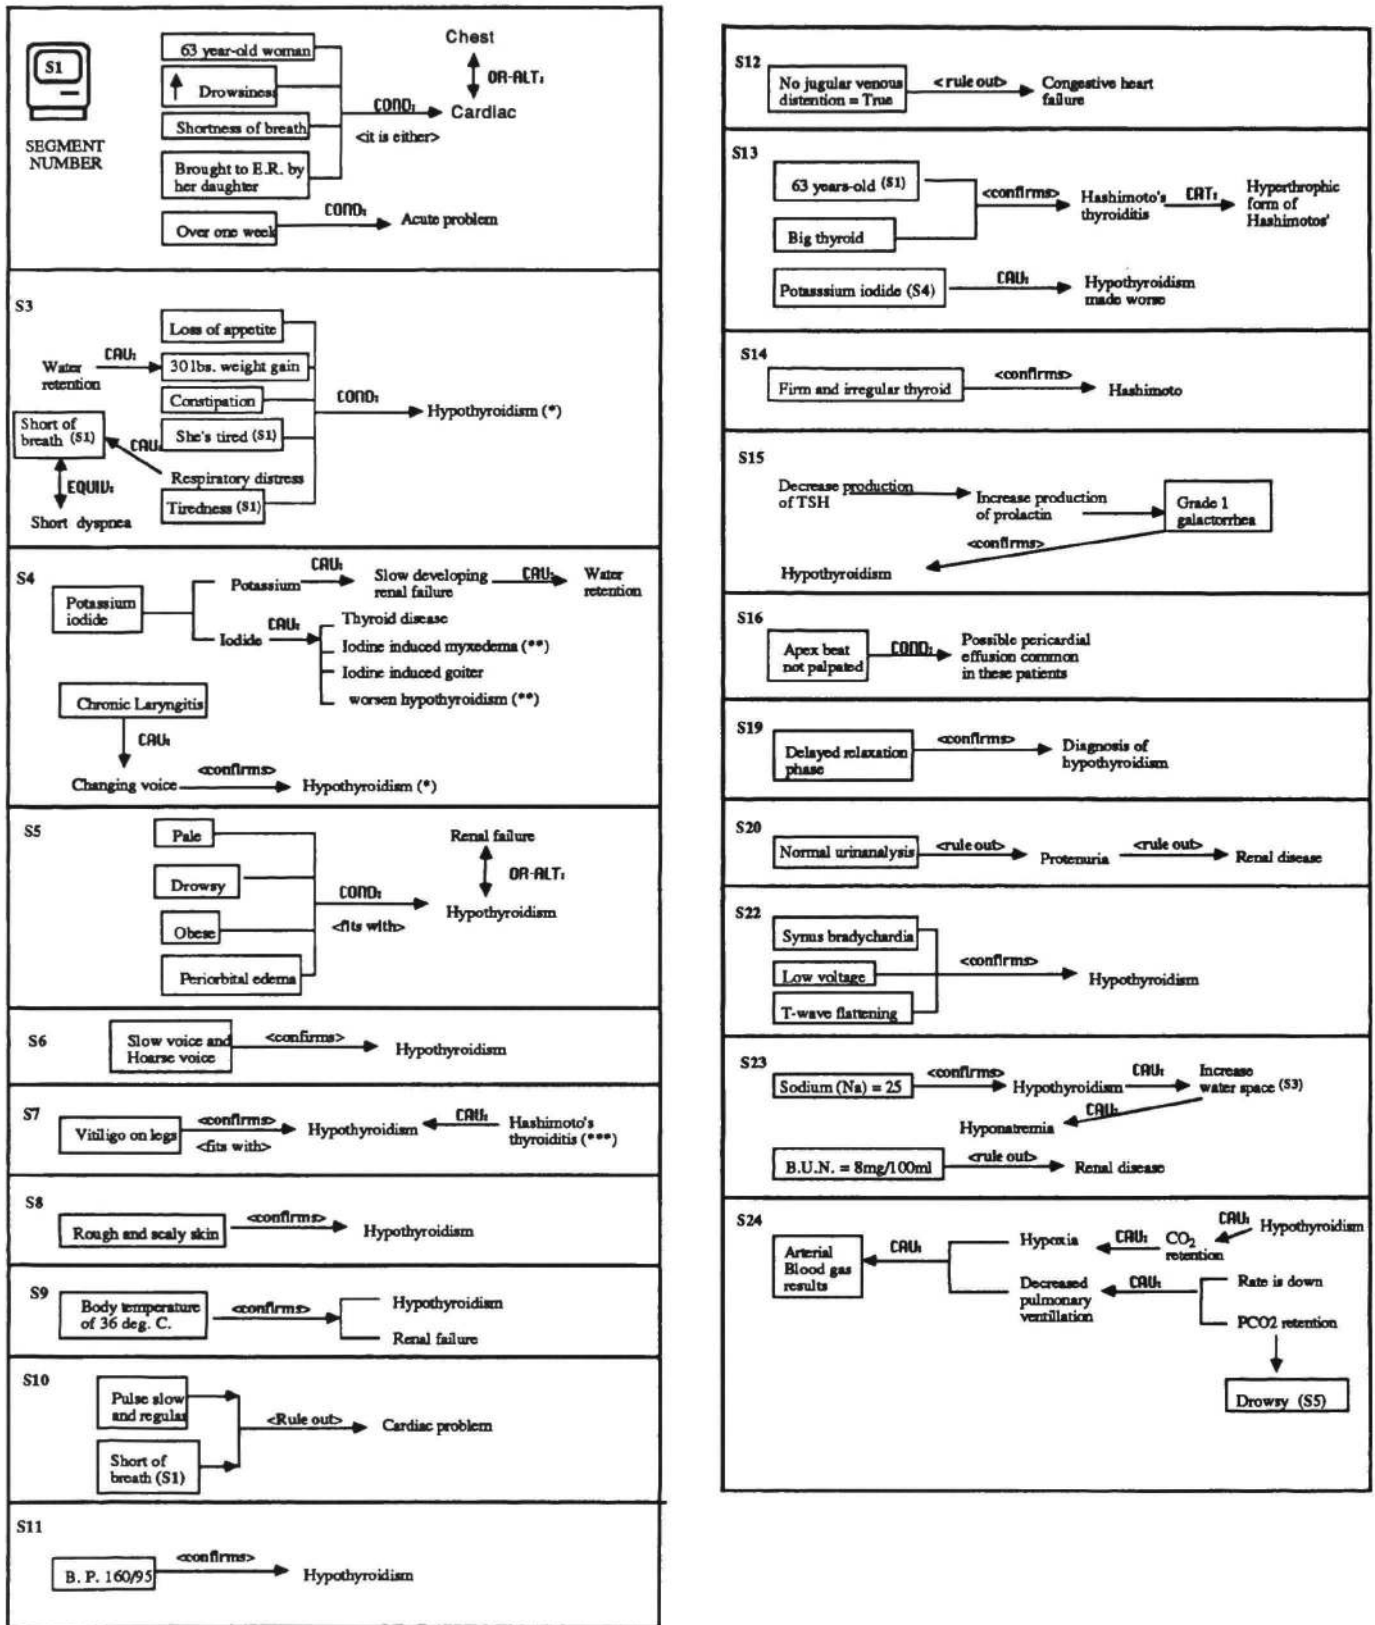 S1
SEGMENT
NUMBER
63 year-old woman
Drowsiness
Shortness of breath
Brought to E.R. by
her daughter
Over one week
COND:
<it is either>
Chest
OR-ALT:
Cardiac
COND:
Acute problem
S3
Loss of appetite
Water
retention
CAU:
30 lbs. weight gain
Constipation
COND:
Hypothyroidism (*)
Short of
breath (S1)
CAU:
She's tired (S1)
Respiratory distress
EQUIV:
Tiredness (S1)
Short dyspnea
S4
Potassium
iodide
Potassium
CAU:
Slow developing
renal failure
CAU:
Water
retention
Iodide
CAU:
Thyroid disease
Iodine induced myxedema (**)
Iodine induced goiter
worsen hypothyroidism (**)
Chronic Laryngitis
CAU:
Changing voice
<confirms>
Hypothyroidism (*)
S5
Pale
Drowsy
Obese
Periorbital edema
COND:
<fits with>
Renal failure
OR-ALT:
Hypothyroidism
S6
Slow voice and
Hoarse voice
<confirms>
Hypothyroidism
S7
Vitiligo on legs
<confirms>
<fits with>
Hypothyroidism
CAU:
Hashimoto's
thyroiditis (***)
S8
Rough and scaly skin
<confirms>
Hypothyroidism
S9
Body temperature
of 36 deg. C.
<confirms>
Hypothyroidism
Renal failure
S10
Pulse slow
and regular
Short of
breath (S1)
<Rule out>
Cardiac problem
S11
B. P. 160/95
<confirms>
Hypothyroidism
S12
No jugular venous
distention = True
<rule out>
Congestive heart
failure
S13
63 years-old (S1)
Big thyroid
<confirms>
Hashimoto's
thyroiditis
CAT:
Hyperthrophic
form of
Hashimotos'
Potasssium iodide (S4)
CAU:
Hypothyroidism
made worse
S14
Firm and irregular thyroid
<confirms>
Hashimoto
S15
Decrease production
of TSH
Increase production
of prolactin
Grade 1
galactorrhea
<confirms>
Hypothyroidism
S16
Apex beat
not palpated
COND:
Possible pericardial
effusion common
in these patients
S19
Delayed relaxation
phase
<confirms>
Diagnosis of
hypothyroidism
S20
Normal urinanalysis
<rule out>
Protenuria
<rule out>
Renal disease
S22
Synus bradychardia
Low voltage
T-wave flattening
<confirms>
Hypothyroidism
S23
Sodium (Na) = 25
<confirms>
Hypothyroidism
CAU:
Increase
water space (S3)
CAU:
Hyponatremia
B.U.N. = 8mg/100ml
<rule out>
Renal disease
S24
Arterial
Blood gas
results
CAU:
Hypoxia
CAU:
CO2
retention
CAU:
Hypothyroidism
Decreased
pulmonary
ventillation
CAU:
Rate is down
PCO2 retention
Drowsy (S5)